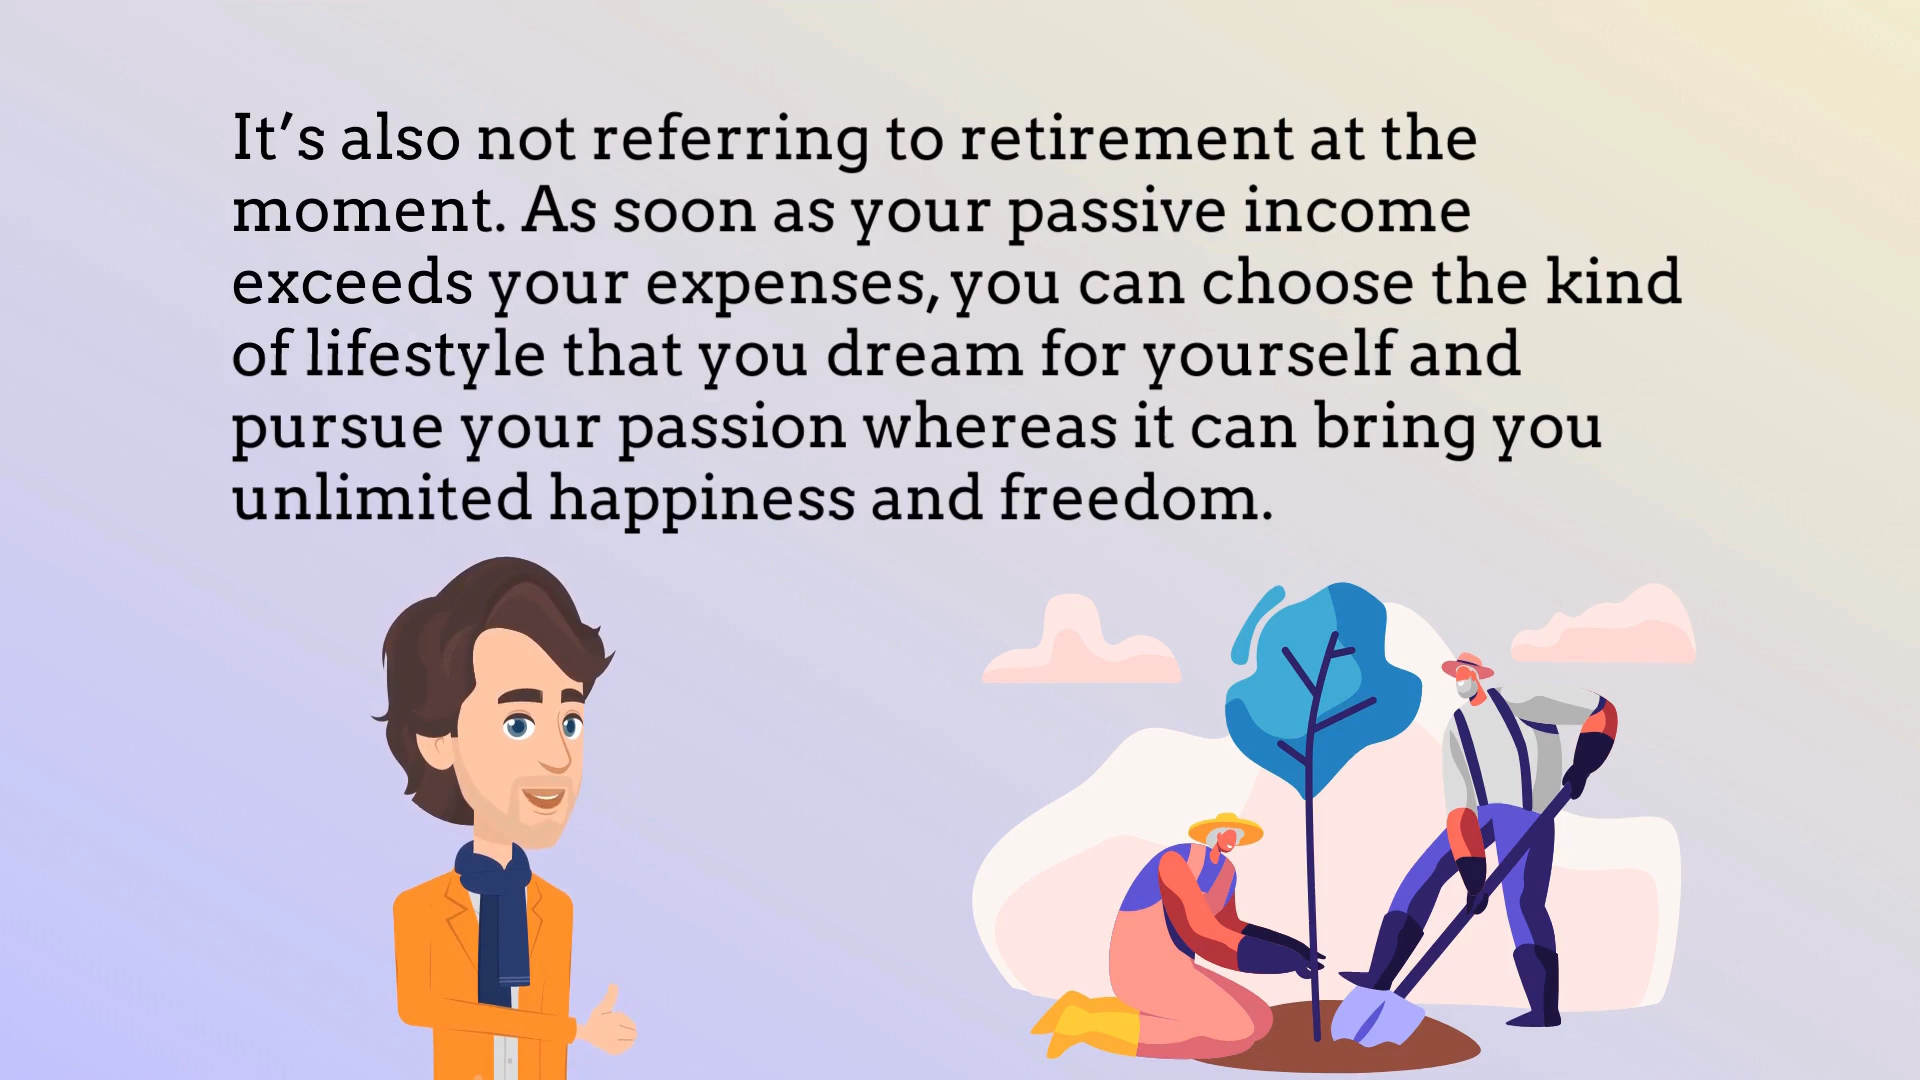 It’s also not referring to retirement at the
moment. As soon as your passive income
exceeds your expenses, you can choose the kind
of lifestyle that you dream for yourself and
pursue your passion whereas it can bring you
unlimited happiness and freedom.